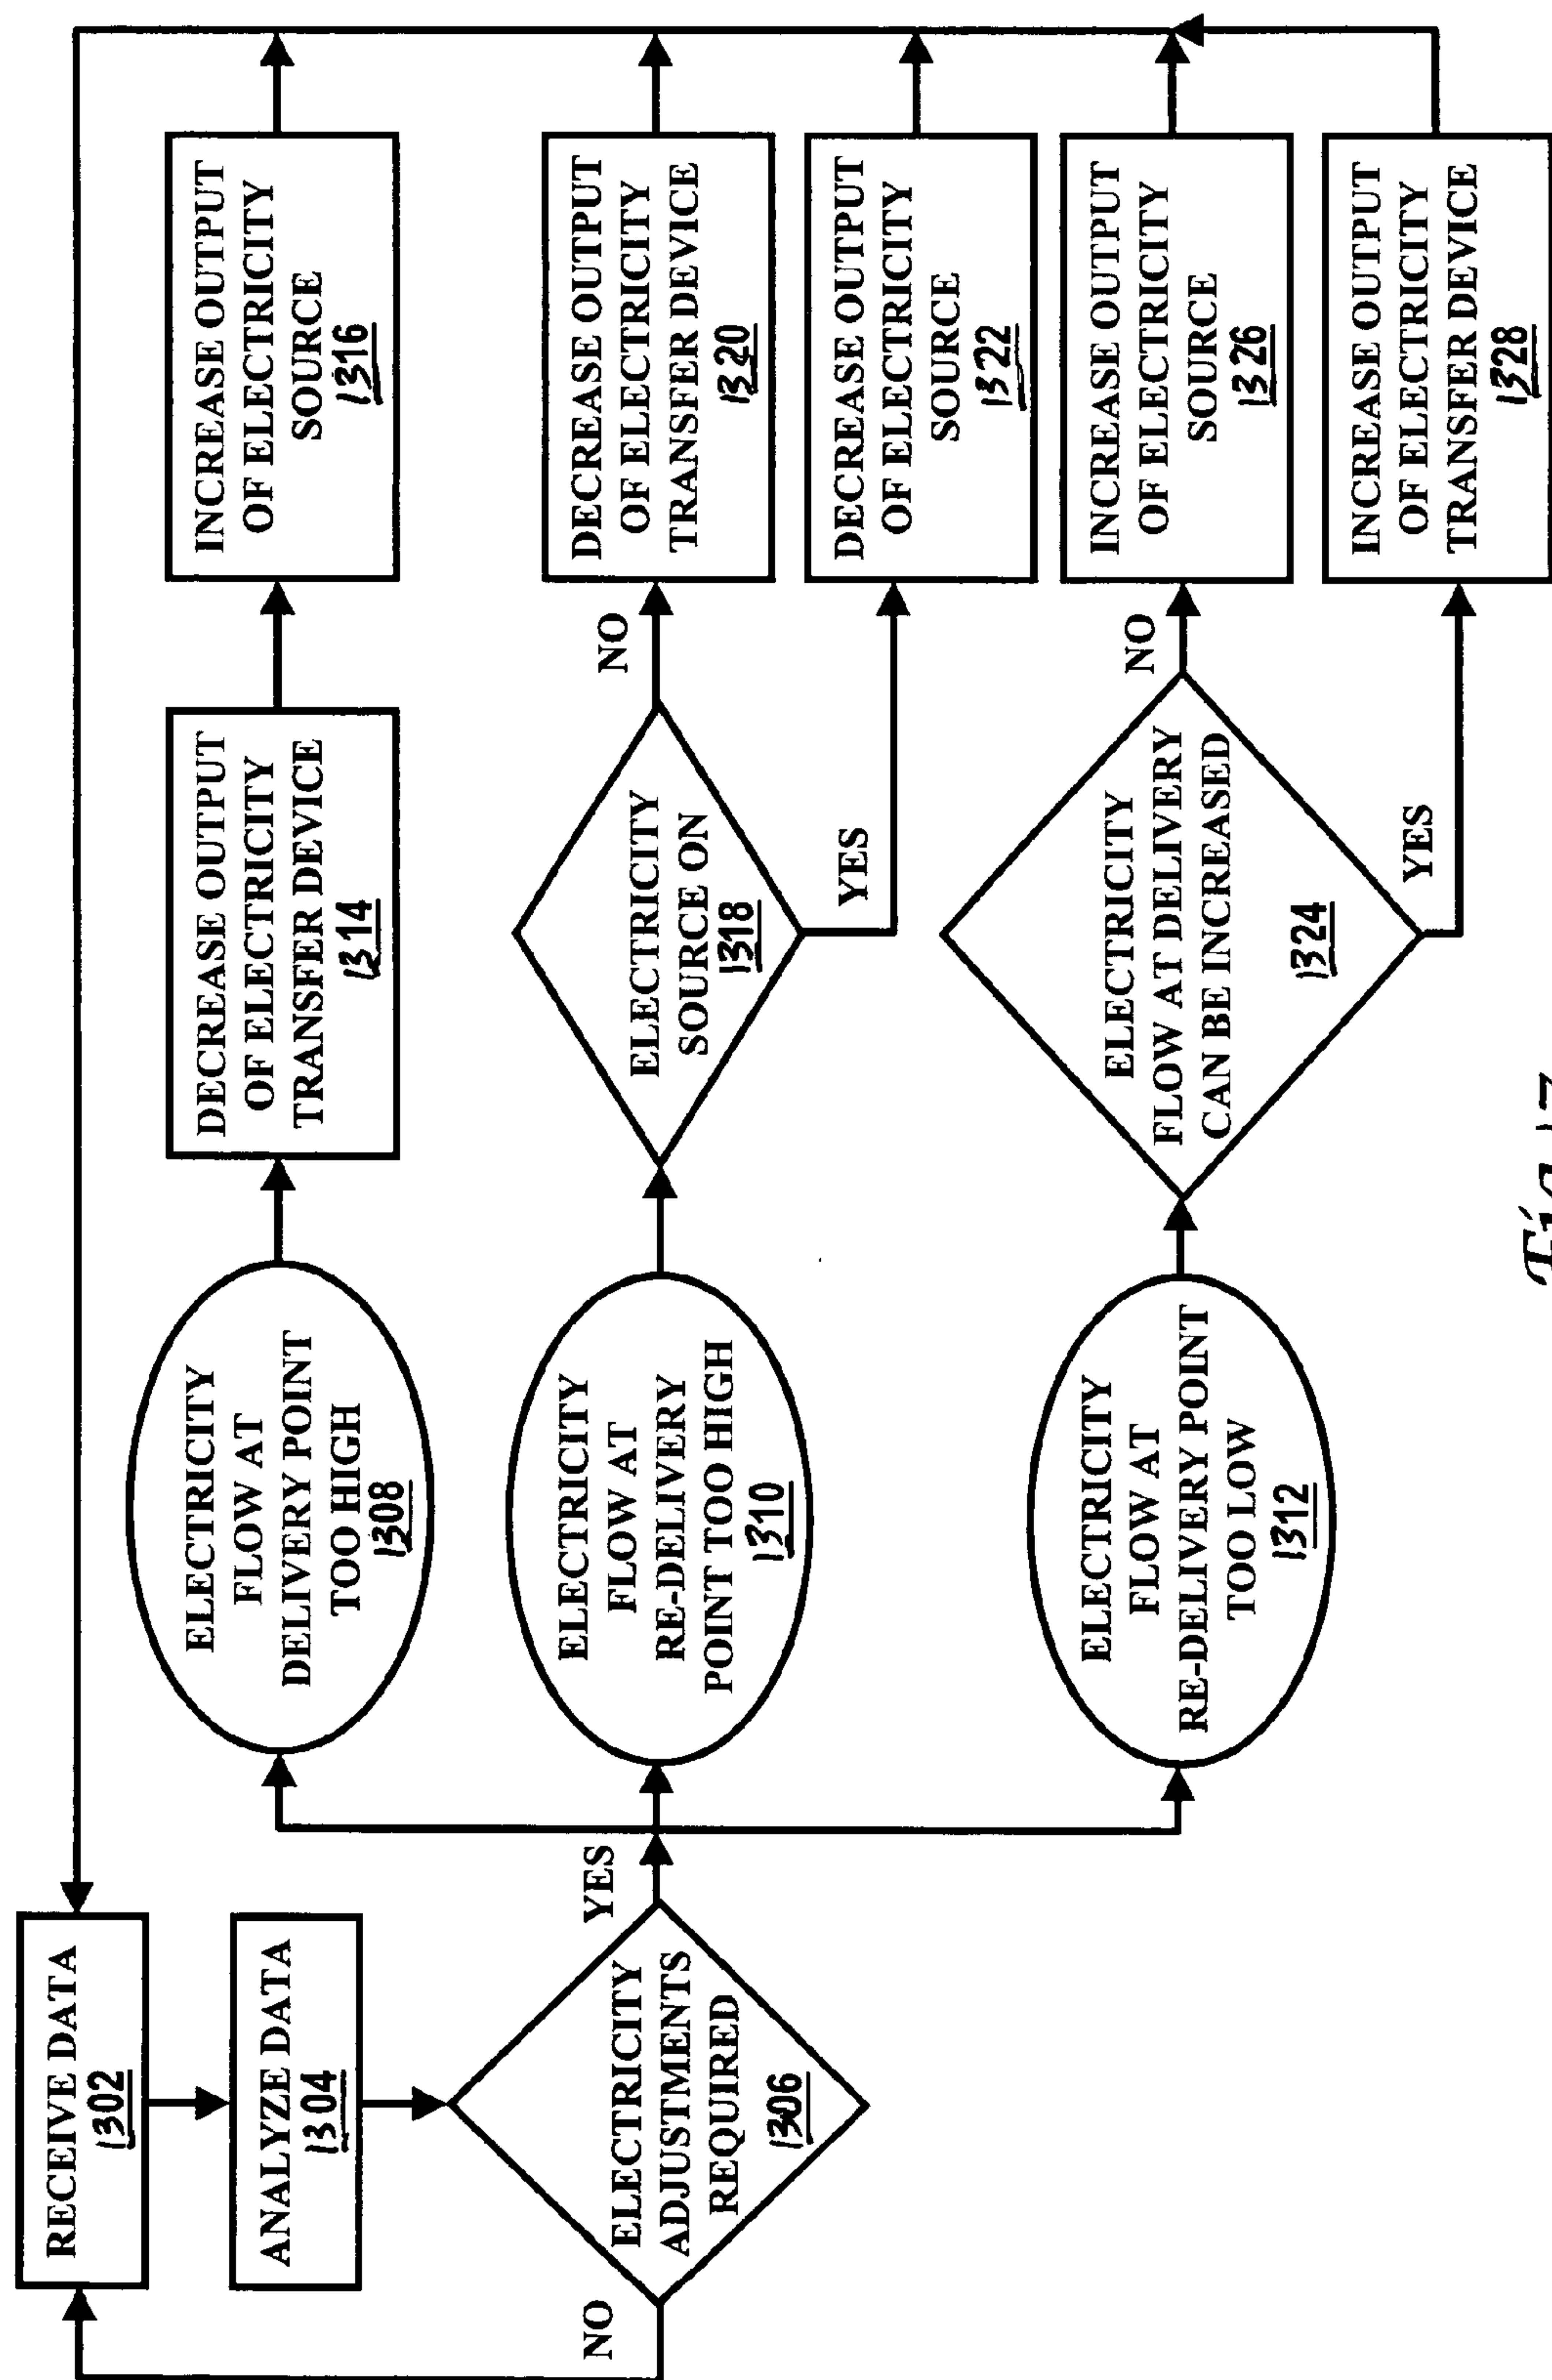 RECEIVE DATA
1302
ANALYZE DATA
1304
ELECTRICITY
ADJUSTMENTS
REQUIRED
1306
NO
YES
ELECTRICITY
FLOW AT
DELIVERY POINT
TOO HIGH
1308
DECREASE OUTPUT
OF ELECTRICITY
TRANSFER DEVICE
1314
INCREASE OUTPUT
OF ELECTRICITY
SOURCE
1316
ELECTRICITY
FLOW AT
RE-DELIVERY
POINT TOO HIGH
1310
ELECTRICITY
SOURCE ON
1318
NO
YES
DECREASE OUTPUT
OF ELECTRICITY
TRANSFER DEVICE
1320
DECREASE OUTPUT
OF ELECTRICITY
SOURCE
1322
ELECTRICITY
FLOW AT
RE-DELIVERY POINT
TOO LOW
1312
ELECTRICITY
FLOW AT DELIVERY
CAN BE INCREASED
1324
NO
YES
INCREASE OUTPUT
OF ELECTRICITY
SOURCE
1326
INCREASE OUTPUT
OF ELECTRICITY
TRANSFER DEVICE
1328